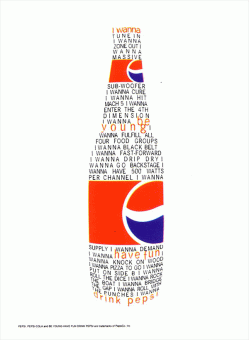 I wanna
TUNE IN I
WANNA
ZONE OUT I
WANNA
MASSIVE
SUB-WOOFER
I WANNA CURE
I WANNA HIT
MACH 5 I WANNA
ENTER THE 4TH
DIMENSION
I WANNA be
young I
WANNA FULFILL ALL
FOUR FOOD GROUPS
I WANNA BLACK BELT
I WANNA FAST-FORWARD
I WANNA DRIP DRY I
WANNA GO BACKSTAGE I
WANNA HAVE 500 WATTS
PER CHANNEL I WANNA
SUPPLY I WANNA DEMAND
I WANNA have fun I
WANNA KNOCK ON WOOD
I WANNA PIZZA TO GO I WANNA
PUT ON SIDE B I WANNA
ROLL THE DICE I WANNA ROCK
THE BOAT I WANNA BRIDGE
THE GAP I WANNA ROLL WITH
THE PUNCHES I WANNA
drink pepsi